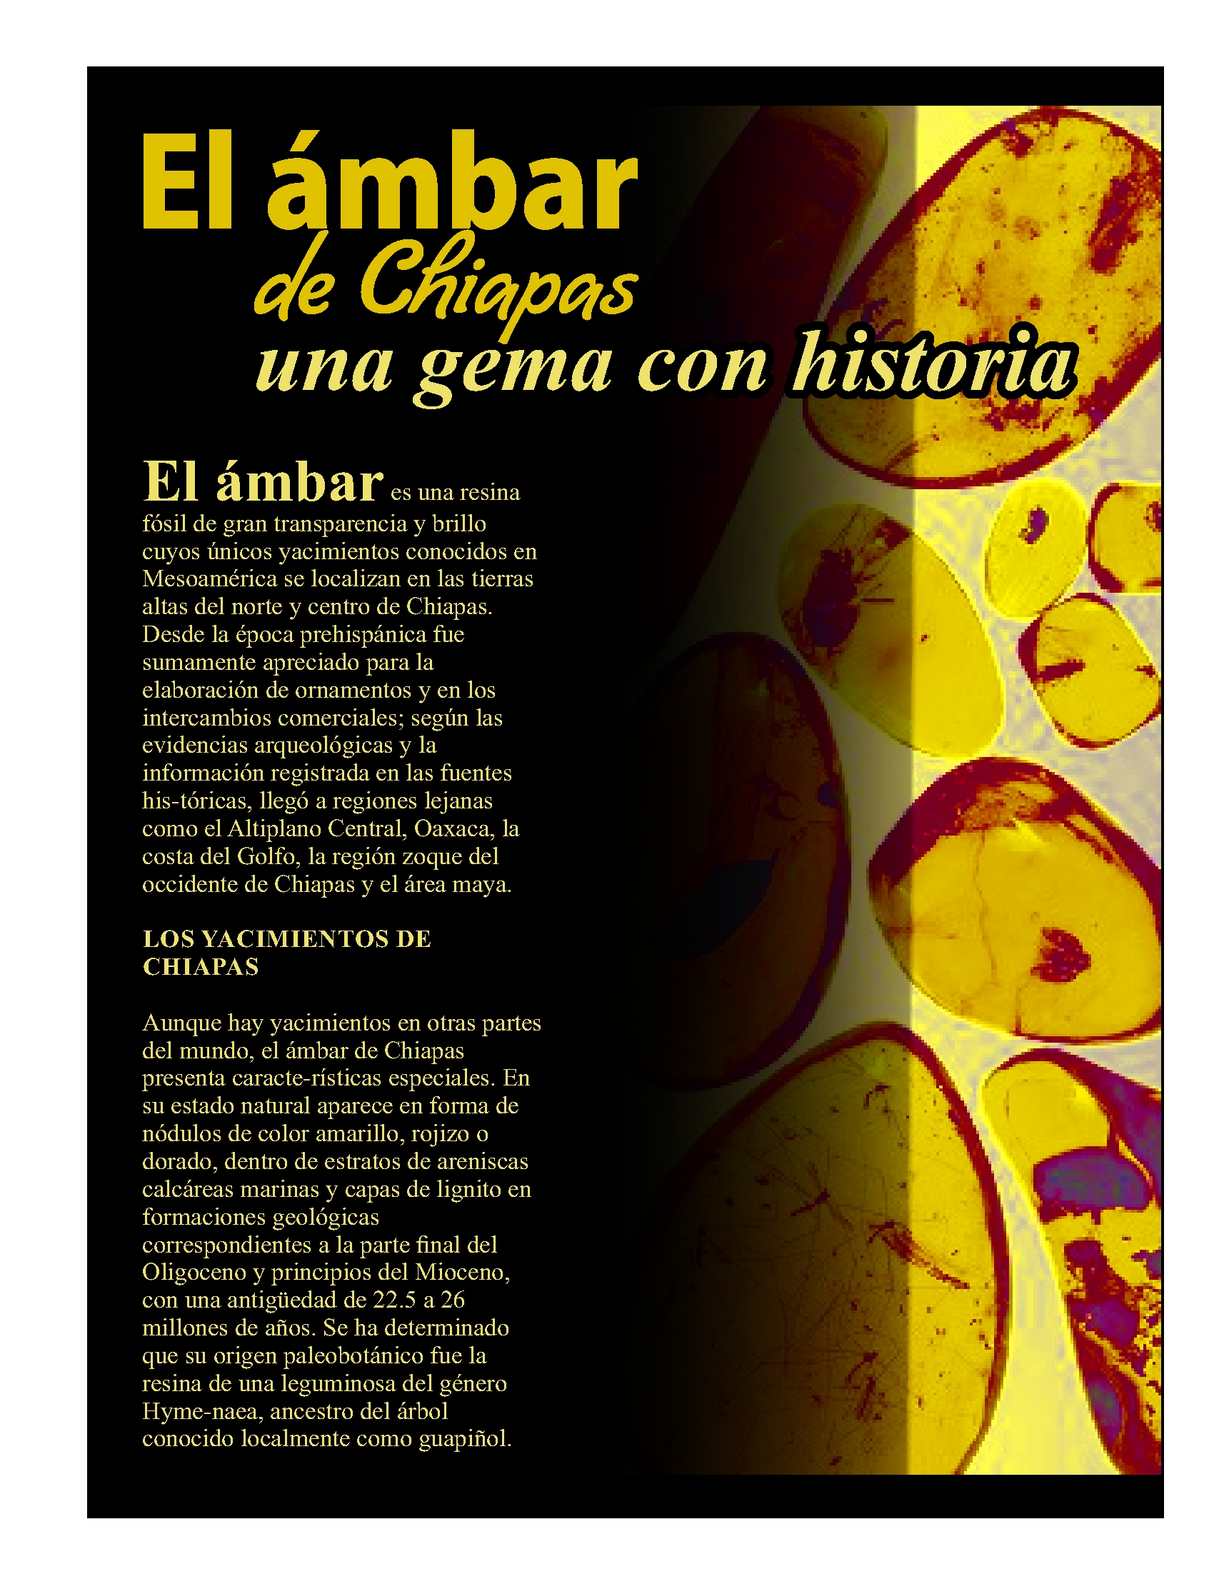 El ámbar
de Chiapas
una gema con historia
El ámbar es una resina
fósil de gran transparencia y brillo
cuyos únicos yacimientos conocidos en
Mesoamérica se localizan en las tierras
altas del norte y centro de Chiapas.
Desde la época prehispánica fue
sumamente apreciado para la
elaboración de ornamentos y en los
intercambios comerciales; según las
evidencias arqueológicas y la
información registrada en las fuentes
his-tóricas, llegó a regiones lejanas
como el Altiplano Central, Oaxaca, la
costa del Golfo, la región zoque del
occidente de Chiapas y el área maya.
LOS YACIMIENTOS DE
CHIAPAS
Aunque hay yacimientos en otras partes
del mundo, el ámbar de Chiapas
presenta caracte-rísticas especiales. En
su estado natural aparece en forma de
nódulos de color amarillo, rojizo o
dorado, dentro de estratos de areniscas
calcáreas marinas y capas de lignito en
formaciones geológicas
correspondientes a la parte final del
Oligoceno y principios del Mioceno,
con una antigüedad de 22.5 a 26
millones de años. Se ha determinado
que su origen paleobotánico fue la
resina de una leguminosa del género
Hyme-naea, ancestro del árbol
conocido localmente como guapiñol.